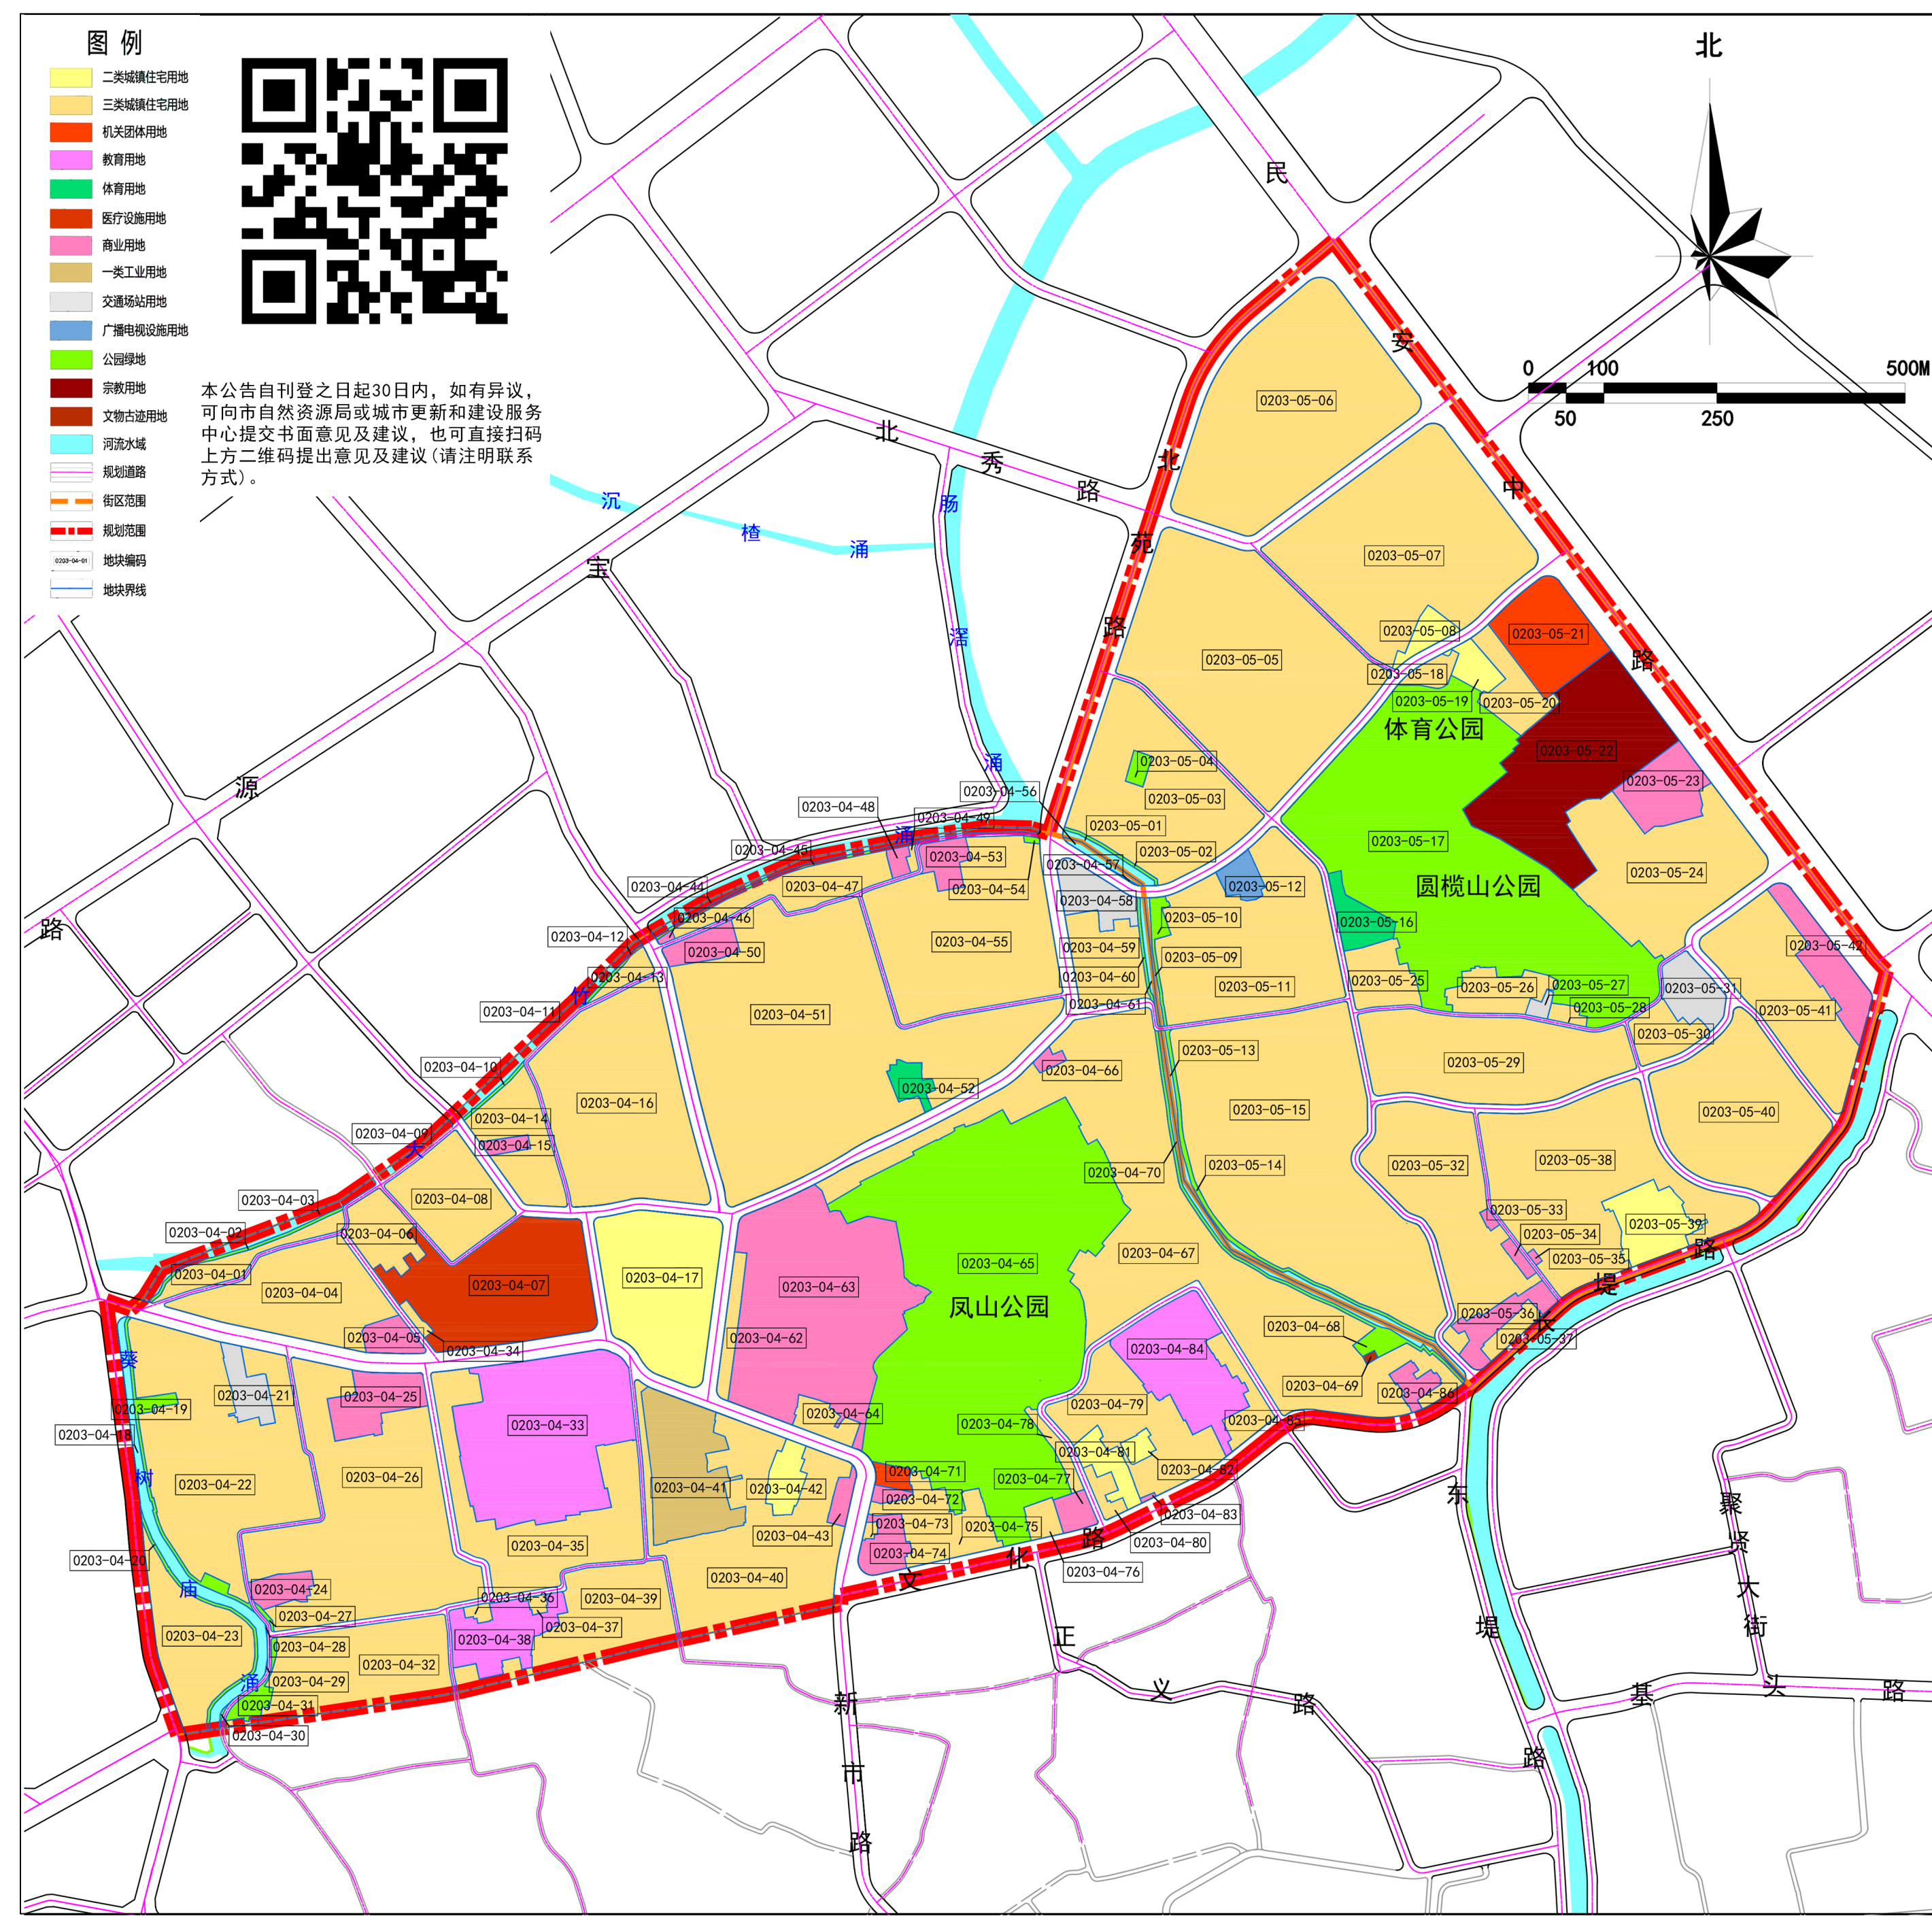 图 例
二类城镇住宅用地
三类城镇住宅用地
机关团体用地
教育用地
体育用地
医疗设施用地
商业用地
一类工业用地
交通场站用地
广播电视设施用地
公园绿地
宗教用地
文物古迹用地
河流水域
规划道路
街区范围
规划范围
0203-04-01 地块编码
地块界线
本公告自刊登之日起30日内，如有异议，
可向市自然资源局或城市更新和建设服务
中心提交书面意见及建议，也可直接扫码
上方二维码提出意见及建议(请注明联系
方式)。
北
0 100 500M
50 250
民安中路
北秀路
北苑路
宝源路
沉楂涌
肠滘涌
大竹涌
葵树庙涌
文化路
新市路
正义路
东堤路
长堤路
聚贤大街
基头路
体育公园
圆榄山公园
凤山公园
0203-05-06
0203-05-07
0203-05-08
0203-05-21
0203-05-05
0203-05-18
0203-05-19
0203-05-20
0203-05-22
0203-05-23
0203-05-04
0203-05-03
0203-04-56
0203-04-48
0203-04-49
0203-05-01
0203-05-17
0203-04-45
0203-04-53
0203-05-02
0203-04-57
0203-05-24
0203-04-44
0203-04-47
0203-04-54
0203-05-12
0203-04-58
0203-04-46
0203-05-10
0203-05-16
0203-04-12
0203-04-50
0203-04-55
0203-04-59
0203-05-42
0203-05-09
0203-04-13
0203-04-60
0203-05-11
0203-05-25
0203-05-26
0203-05-27
0203-05-31
0203-04-11
0203-04-51
0203-04-61
0203-05-28
0203-05-41
0203-05-30
0203-05-13
0203-04-10
0203-04-66
0203-05-29
0203-04-52
0203-04-16
0203-05-15
0203-05-40
0203-04-14
0203-04-09
0203-04-15
0203-04-70
0203-05-14
0203-05-32
0203-05-38
0203-04-03
0203-04-08
0203-05-33
0203-05-39
0203-04-02
0203-04-06
0203-05-34
0203-04-67
0203-05-35
0203-04-01
0203-04-04
0203-04-07
0203-04-17
0203-04-63
0203-04-65
0203-05-36
0203-04-68
0203-05-37
0203-04-05
0203-04-34
0203-04-62
0203-04-84
0203-04-69
0203-04-86
0203-04-21
0203-04-25
0203-04-19
0203-04-79
0203-04-64
0203-04-85
0203-04-18
0203-04-33
0203-04-78
0203-04-81
0203-04-22
0203-04-26
0203-04-41
0203-04-42
0203-04-71
0203-04-77
0203-04-82
0203-04-72
0203-04-83
0203-04-43
0203-04-73
0203-04-75
0203-04-80
0203-04-35
0203-04-20
0203-04-74
0203-04-76
0203-04-40
0203-04-24
0203-04-36
0203-04-39
0203-04-27
0203-04-37
0203-04-23
0203-04-28
0203-04-38
0203-04-32
0203-04-29
0203-04-31
0203-04-30